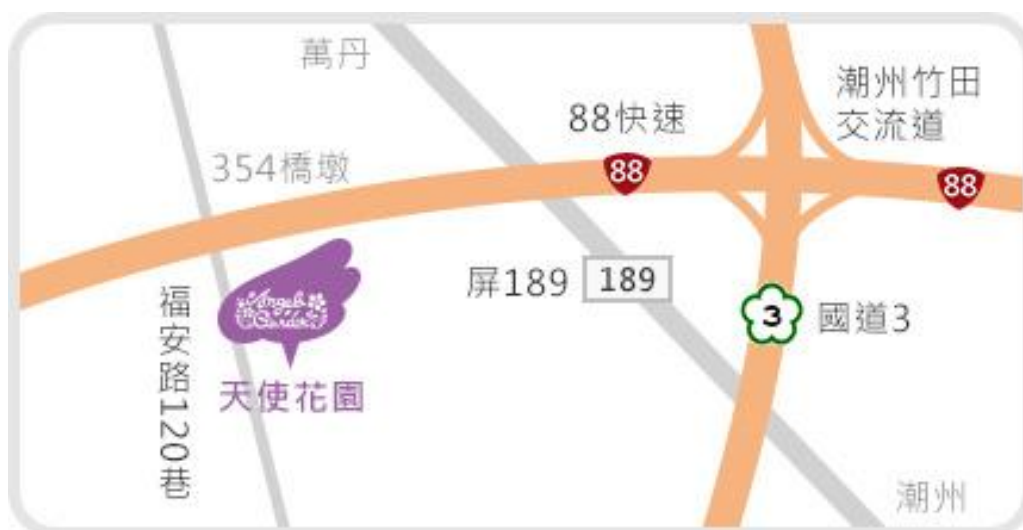 萬丹
潮州竹田
交流道
88快速
354橋墩
88
88
屏189
189
福安路120巷
Angel's
Garden
3
國道3
天使花園
潮州